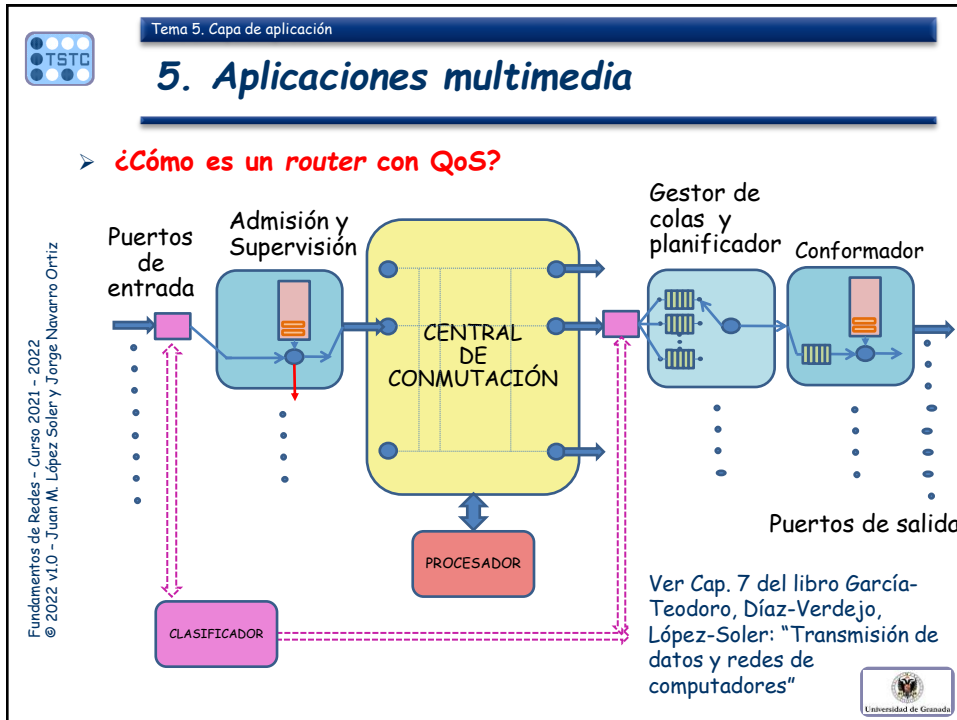 Tema 5. Capa de aplicación
TSTC
5. Aplicaciones multimedia
¿Cómo es un router con QoS?
Puertos
de
entrada
Admisión y
Supervisión
Gestor de
colas y
planificador
Conformador
CENTRAL
DE
CONMUTACIÓN
PROCESADOR
CLASIFICADOR
Puertos de salida
Ver Cap. 7 del libro García-
Teodoro, Díaz-Verdejo,
López-Soler: “Transmisión de
datos y redes de
computadores”
Fundamentos de Redes - Curso 2021 - 2022
© 2022 v1.0 - Juan M. López Soler y Jorge Navarro Ortiz
Universidad de Granada